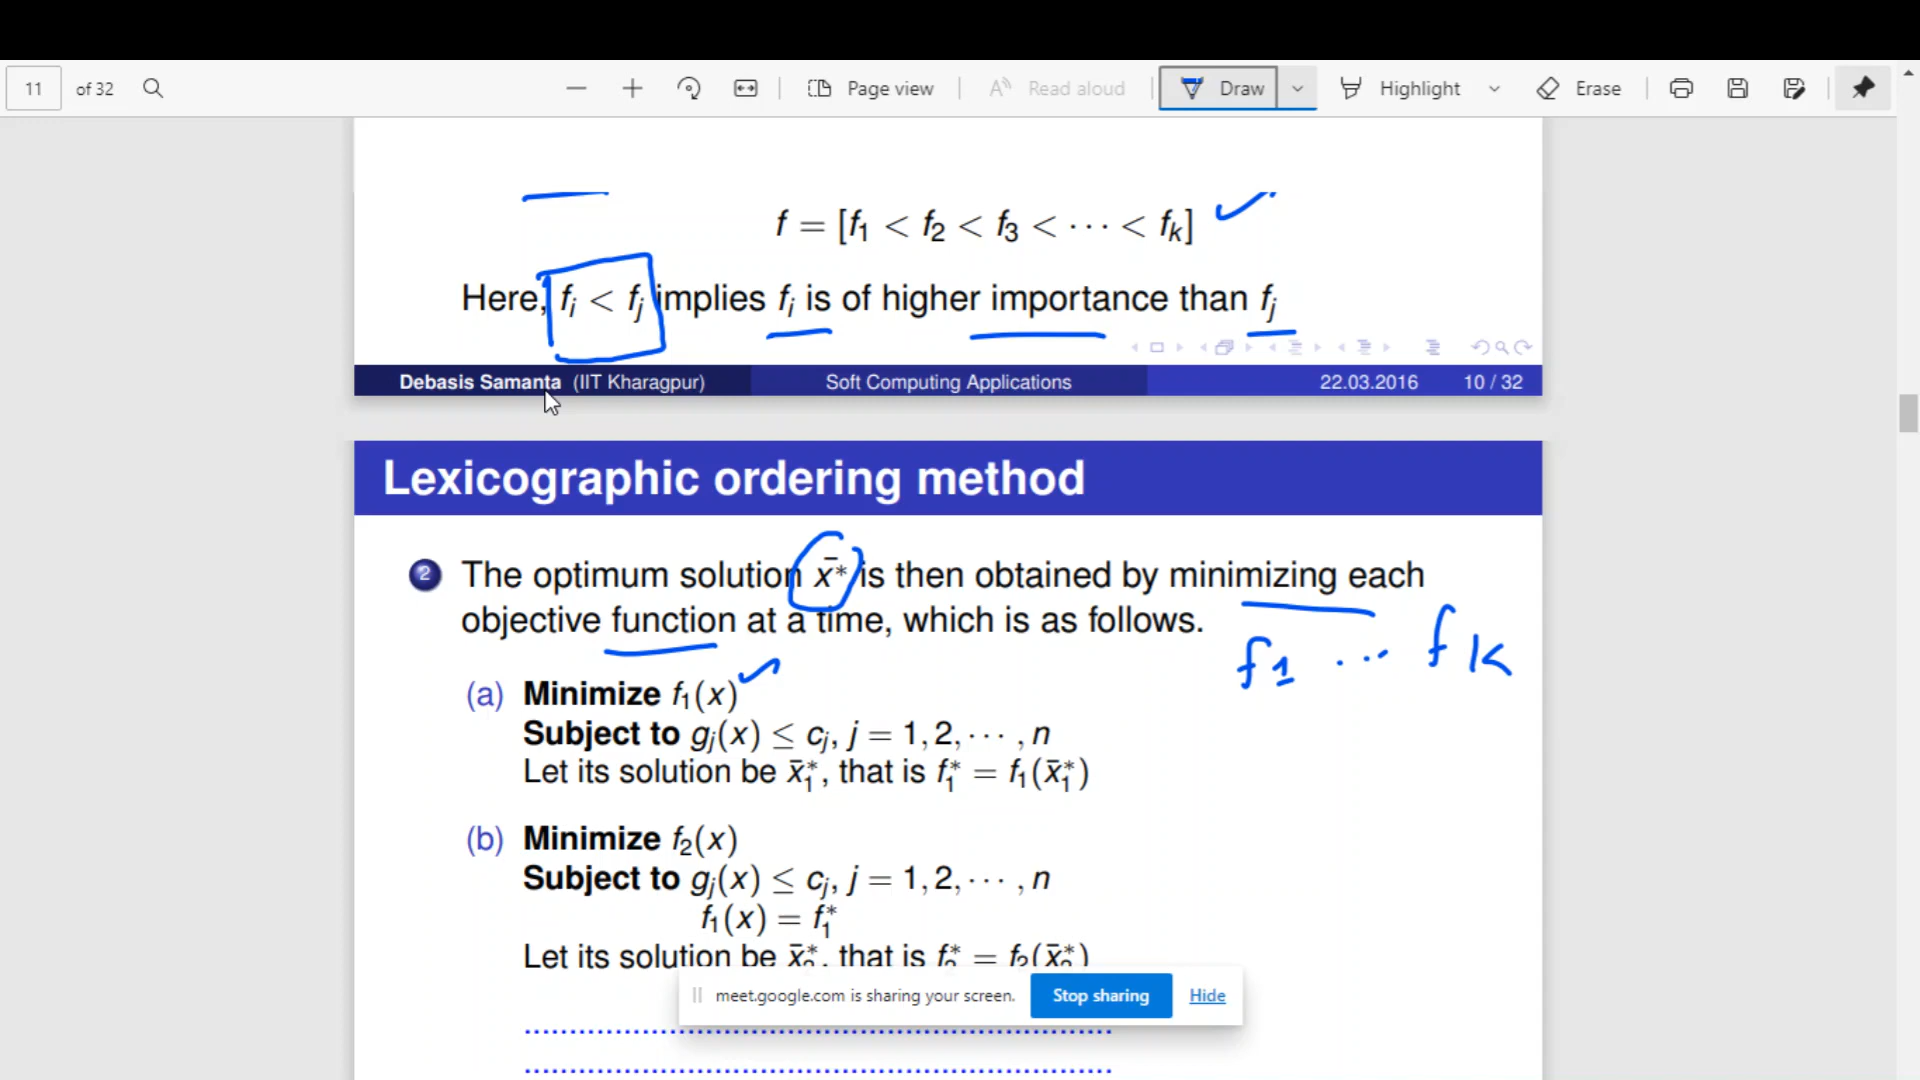 11 of 32 Page view Read aloud Draw Highlight Erase
f = [f₁ < f₂ < f₃ < ⋯ < fₖ]
Here, fᵢ < fⱼ implies fᵢ is of higher importance than fⱼ
Debasis Samanta (IIT Kharagpur) Soft Computing Applications 22.03.2016 10 / 32
Lexicographic ordering method
2 The optimum solution x̄* is then obtained by minimizing each
objective function at a time, which is as follows.
f1 ... fk
(a) Minimize f₁(x)
Subject to gⱼ(x) ≤ cⱼ, j = 1, 2, ⋯ , n
Let its solution be x̄₁*, that is f₁* = f₁(x̄₁*)
(b) Minimize f₂(x)
Subject to gⱼ(x) ≤ cⱼ, j = 1, 2, ⋯ , n
f₁(x) = f₁*
Let its solution be x̄₂*, that is f₂* = f₂(x̄₂*)
meet.google.com is sharing your screen. Stop sharing Hide